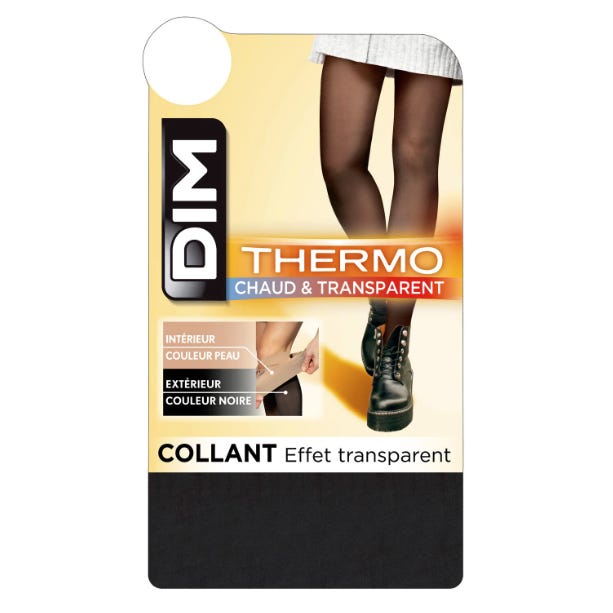 DIM
THERMO
CHAUD & TRANSPARENT
INTÉRIEUR
COULEUR PEAU
EXTÉRIEUR
COULEUR NOIRE
COLLANT Effet transparent